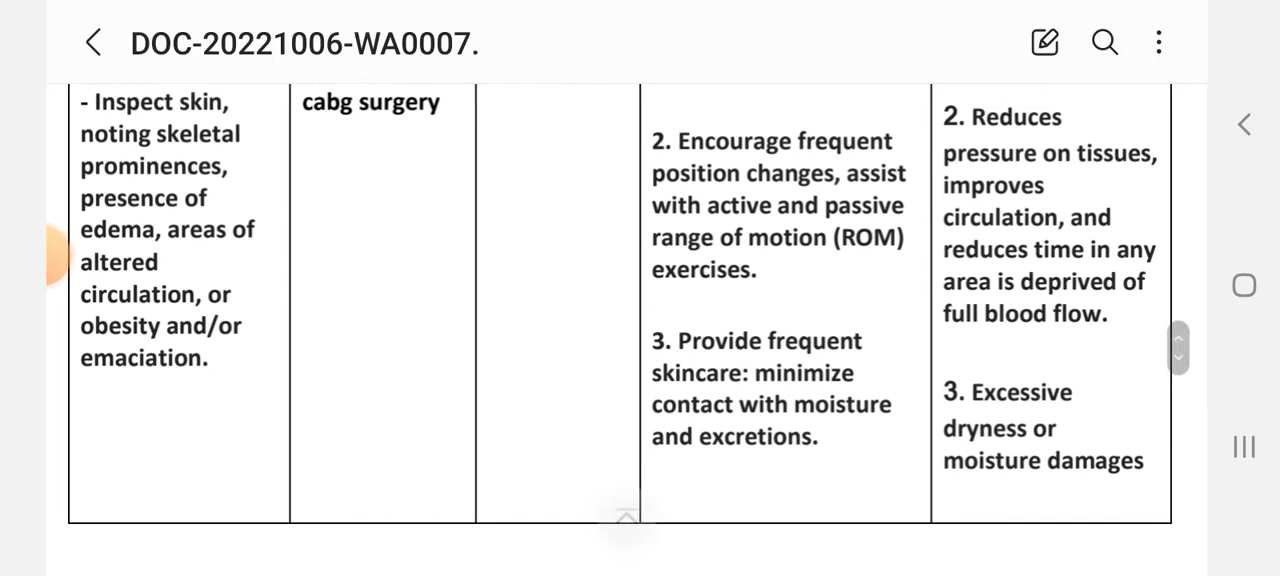 DOC-20221006-WA0007.
- Inspect skin,
noting skeletal
prominences,
presence of
edema, areas of
altered
circulation, or
obesity and/or
emaciation.
cabg surgery
2. Encourage frequent
position changes, assist
with active and passive
range of motion (ROM)
exercises.
3. Provide frequent
skincare: minimize
contact with moisture
and excretions.
2. Reduces
pressure on tissues,
improves
circulation, and
reduces time in any
area is deprived of
full blood flow.
3. Excessive
dryness or
moisture damages